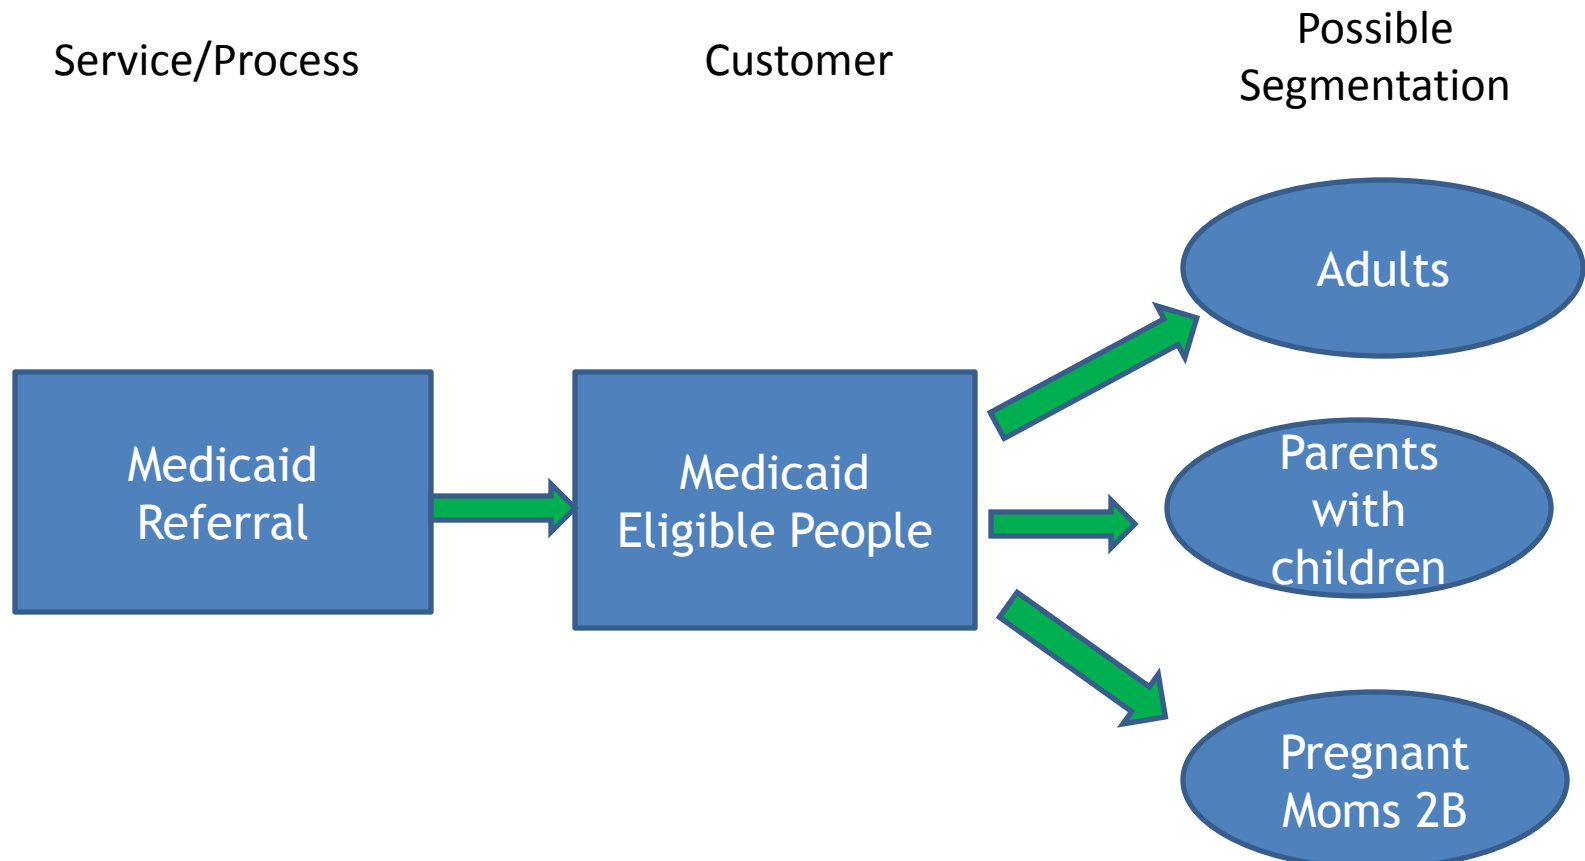 Service/Process
Customer
Possible
Segmentation
Medicaid
Referral
Medicaid
Eligible People
Adults
Parents
with
children
Pregnant
Moms 2B